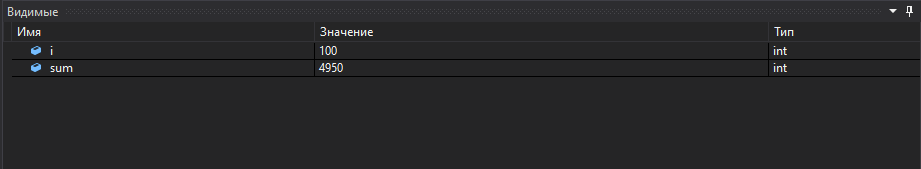 Видимые
Имя Значение Тип
i 100 int
sum 4950 int